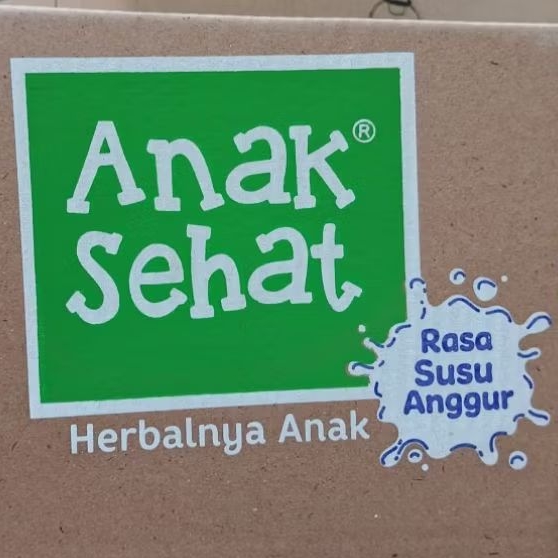 Anak®
Sehat
Herbalnya Anak
Rasa
Susu
Anggur